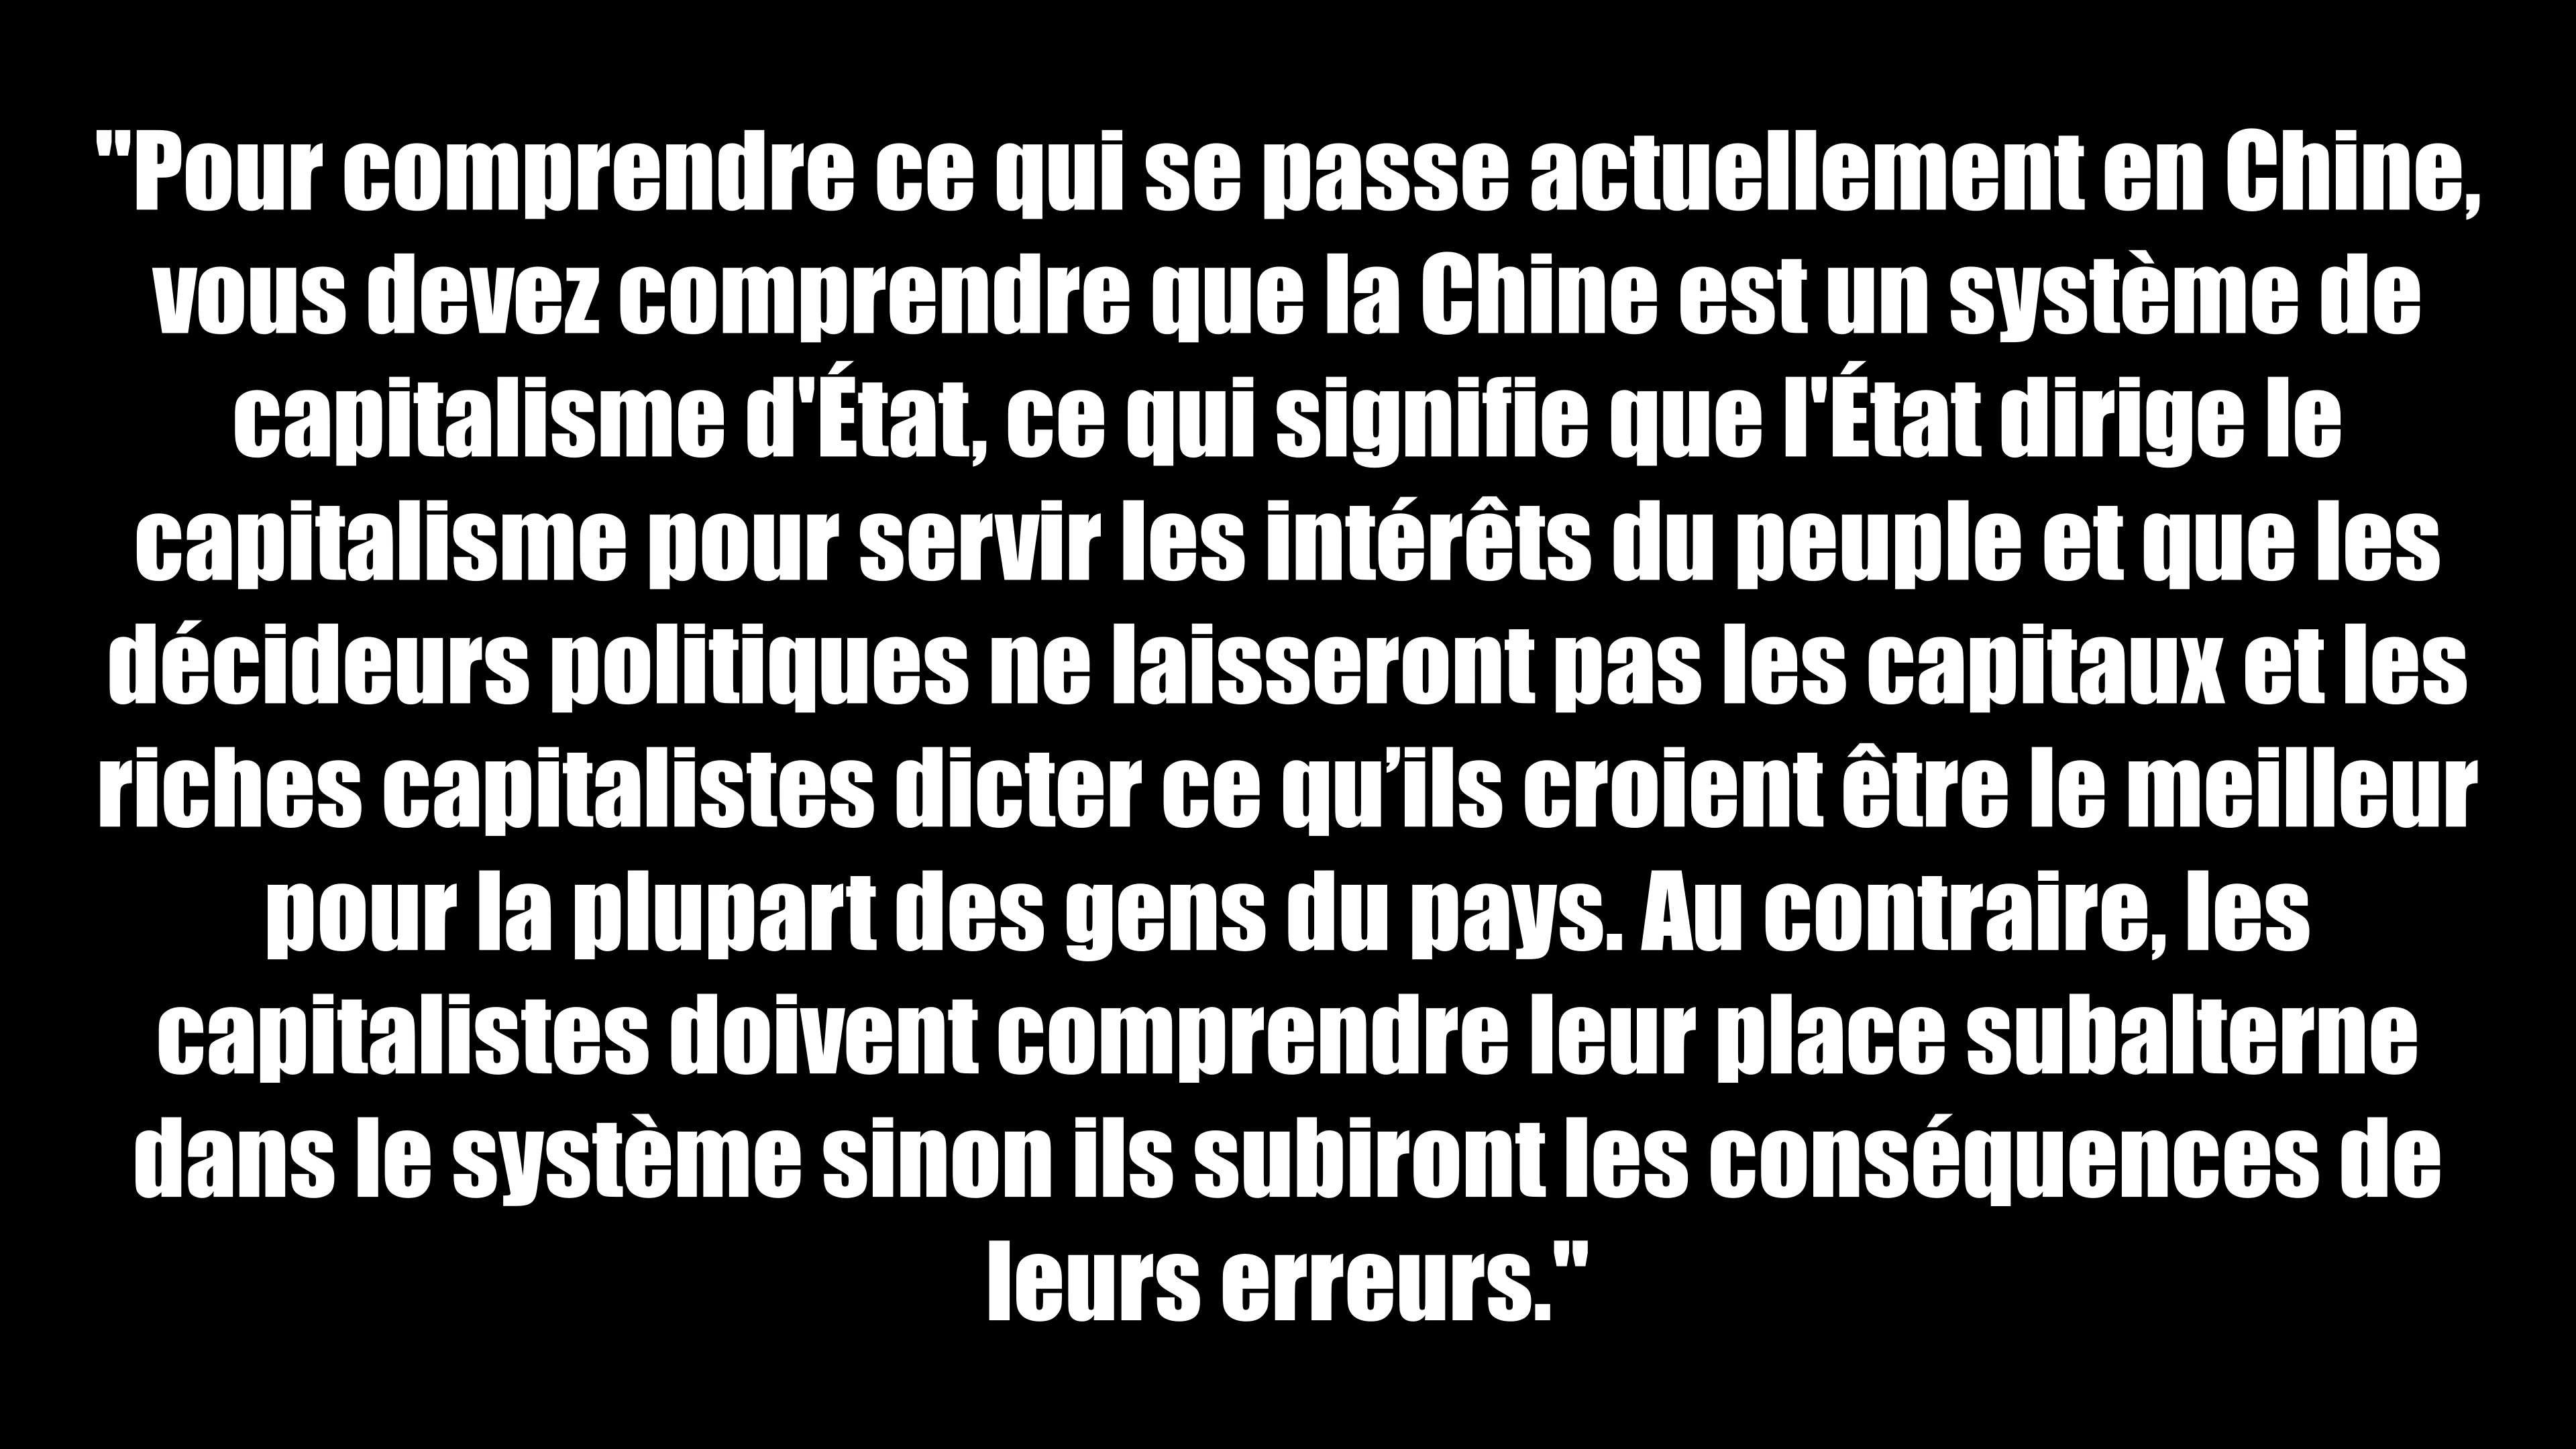 "Pour comprendre ce qui se passe actuellement en Chine,
vous devez comprendre que la Chine est un système de
capitalisme d'État, ce qui signifie que l'État dirige le
capitalisme pour servir les intérêts du peuple et que les
décideurs politiques ne laisseront pas les capitaux et les
riches capitalistes dicter ce qu’ils croient être le meilleur
pour la plupart des gens du pays. Au contraire, les
capitalistes doivent comprendre leur place subalterne
dans le système sinon ils subiront les conséquences de
leurs erreurs."